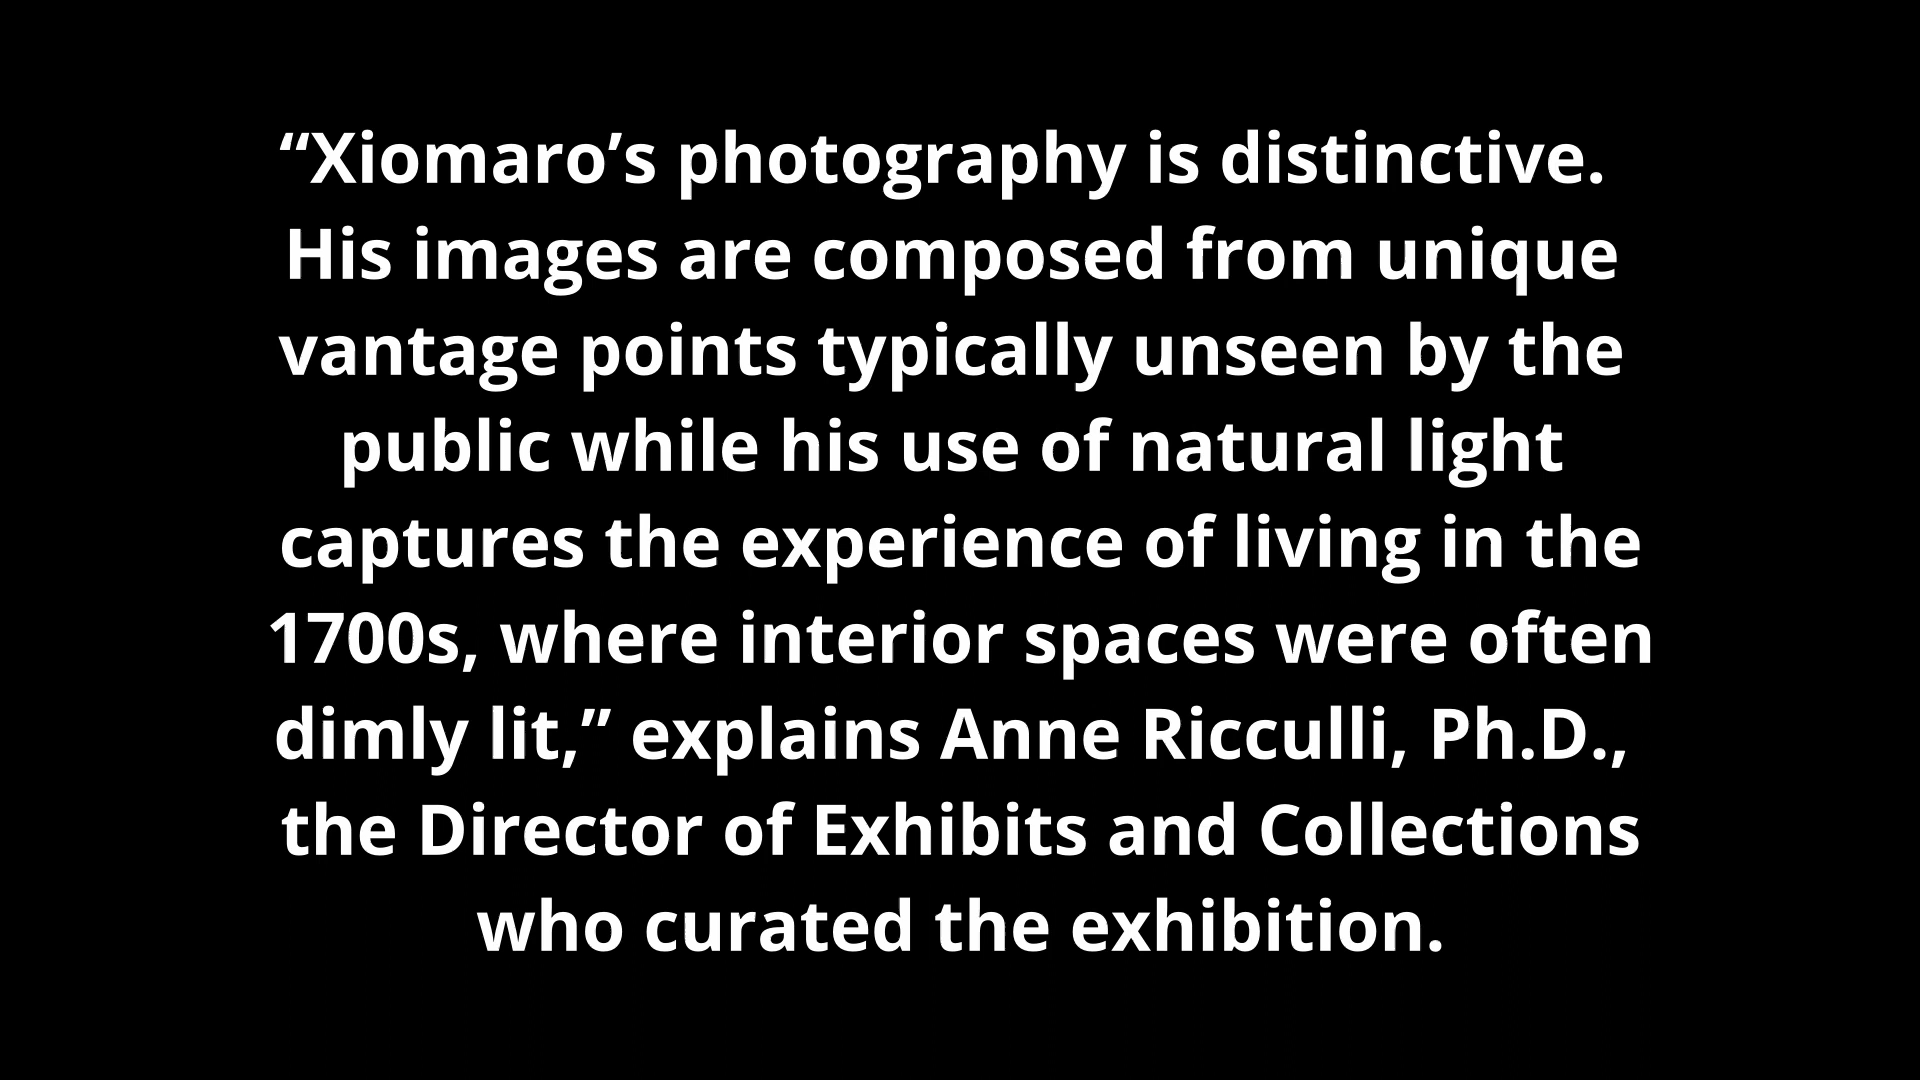 “Xiomaro’s photography is distinctive.
His images are composed from unique
vantage points typically unseen by the
public while his use of natural light
captures the experience of living in the
1700s, where interior spaces were often
dimly lit,” explains Anne Ricculli, Ph.D.,
the Director of Exhibits and Collections
who curated the exhibition.